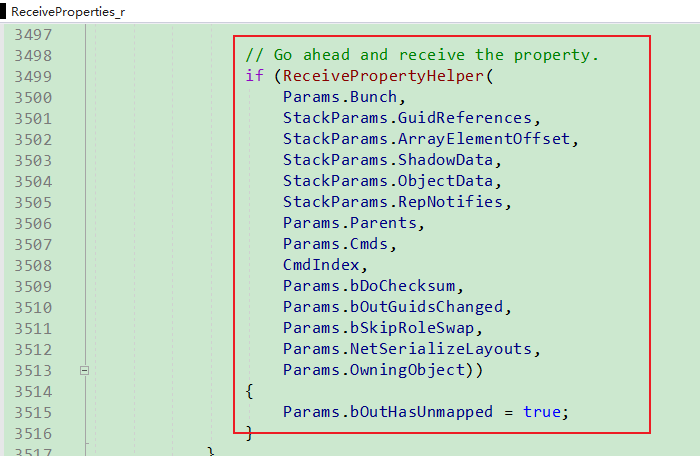 ReceiveProperties_r
3497
3498 // Go ahead and receive the property.
3499 if (ReceivePropertyHelper(
3500 Params.Bunch,
3501 StackParams.GuidReferences,
3502 StackParams.ArrayElementOffset,
3503 StackParams.ShadowData,
3504 StackParams.ObjectData,
3505 StackParams.RepNotifies,
3506 Params.Parents,
3507 Params.Cmds,
3508 CmdIndex,
3509 Params.bDoChecksum,
3510 Params.bOutGuidsChanged,
3511 Params.bSkipRoleSwap,
3512 Params.NetSerializeLayouts,
3513 Params.OwningObject))
3514 {
3515 Params.bOutHasUnmapped = true;
3516 }
3517 }